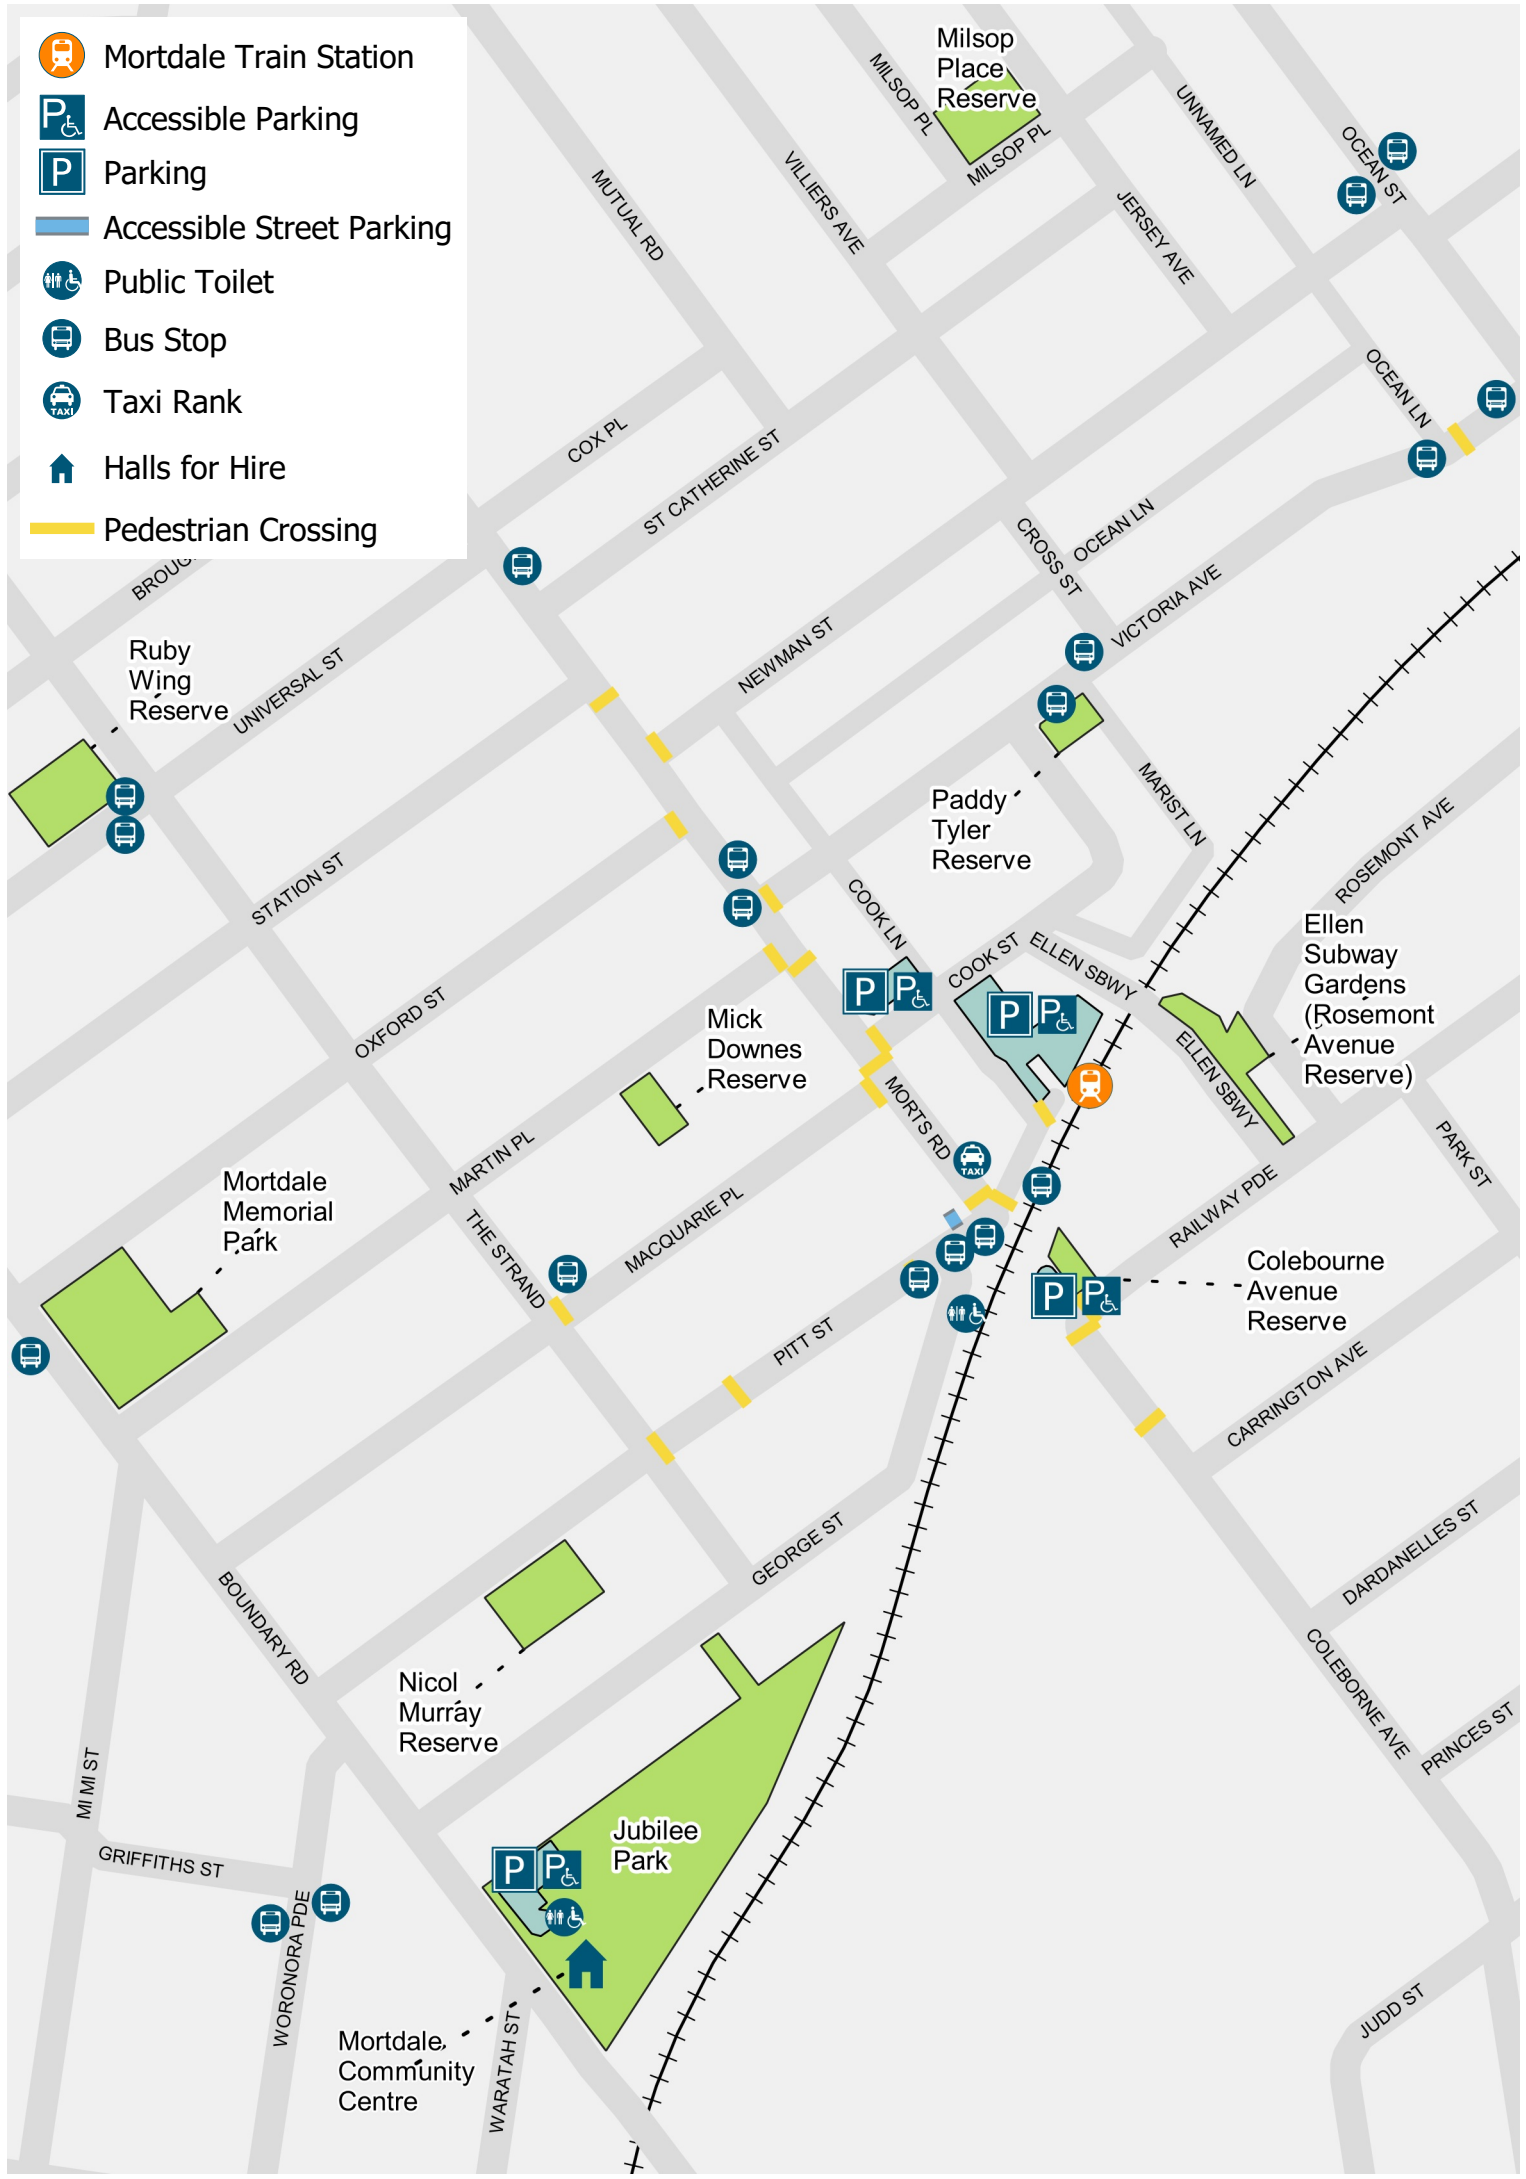 Mortdale Train Station
P
Accessible Parking
P
Parking
Accessible Street Parking
Public Toilet
Bus Stop
TAXI
Taxi Rank
Halls for Hire
Pedestrian Crossing
Milsop
Place
Reserve
MILSOP PL
MILSOP PL
UNNAMED LN
OCEAN ST
MUTUAL RD
VILLIERS AVE
JERSEY AVE
OCEAN LN
COX PL
ST CATHERINE ST
OCEAN LN
CROSS ST
VICTORIA AVE
NEWMAN ST
Ruby
Wing
Reserve
UNIVERSAL ST
Paddy
Tyler
Reserve
MARIST LN
ROSEMONT AVE
STATION ST
COOK LN
COOK ST
ELLEN SBWY
Ellen
Subway
Gardens
(Rosemont
Avenue
Reserve)
P
P
P
P
OXFORD ST
Mick
Downes
Reserve
ELLEN SBWY
MORTS RD
PARK ST
MARTIN PL
TAXI
Mortdale
Memorial
Park
MACQUARIE PL
RAILWAY PDE
THE STRAND
Colebourne
Avenue
Reserve
P
P
PITT ST
CARRINGTON AVE
GEORGE ST
DARDANELLES ST
BOUNDARY RD
COLEBORNE AVE
Nicol
Murray
Reserve
PRINCES ST
MI MI ST
Jubilee
Park
P
P
GRIFFITHS ST
WORONORA PDE
JUDD ST
WARATAH ST
Mortdale
Community
Centre